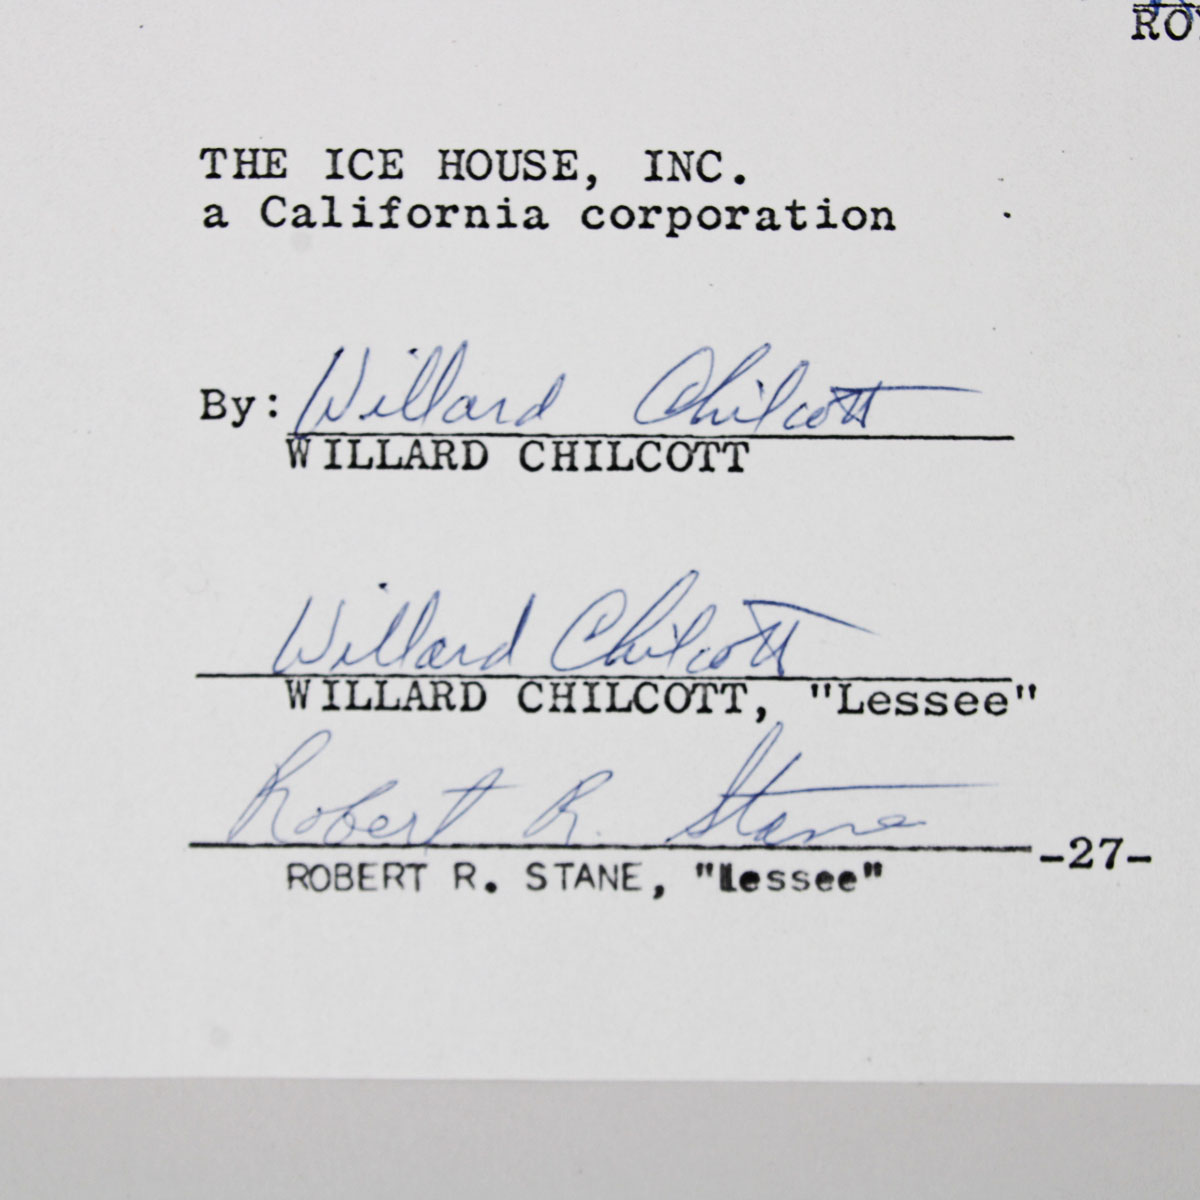 THE ICE HOUSE, INC.
a California corporation
By: Willard Chilcott
WILLARD CHILCOTT
Willard Chilcott
WILLARD CHILCOTT, "Lessee"
Robert R. Stane
-27-
ROBERT R. STANE, "Lessee"